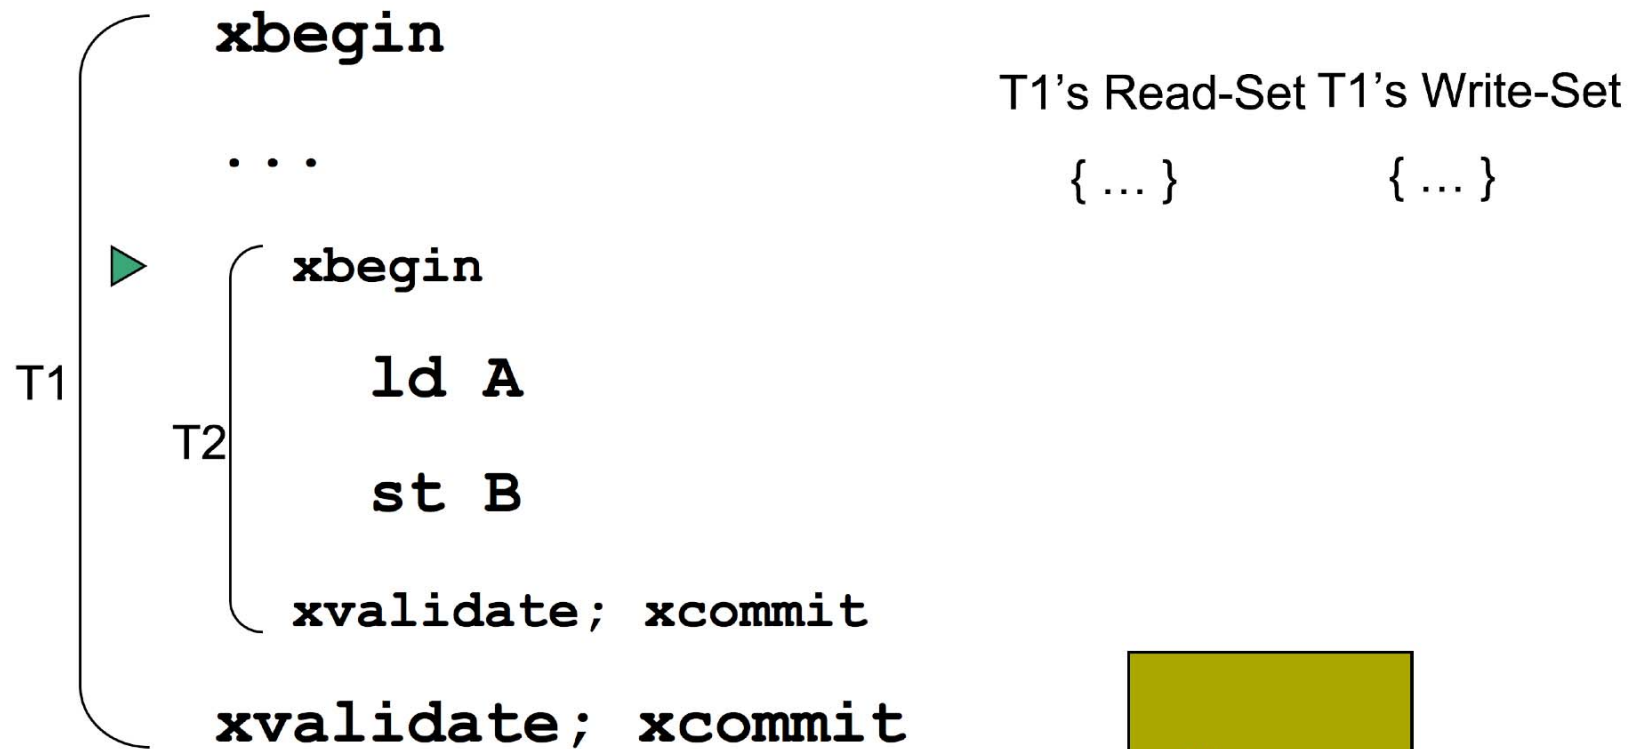 xbegin
T1's Read-Set T1's Write-Set
...
{ ... } { ... }
xbegin
ld A
T1
T2
st B
xvalidate; xcommit
xvalidate; xcommit